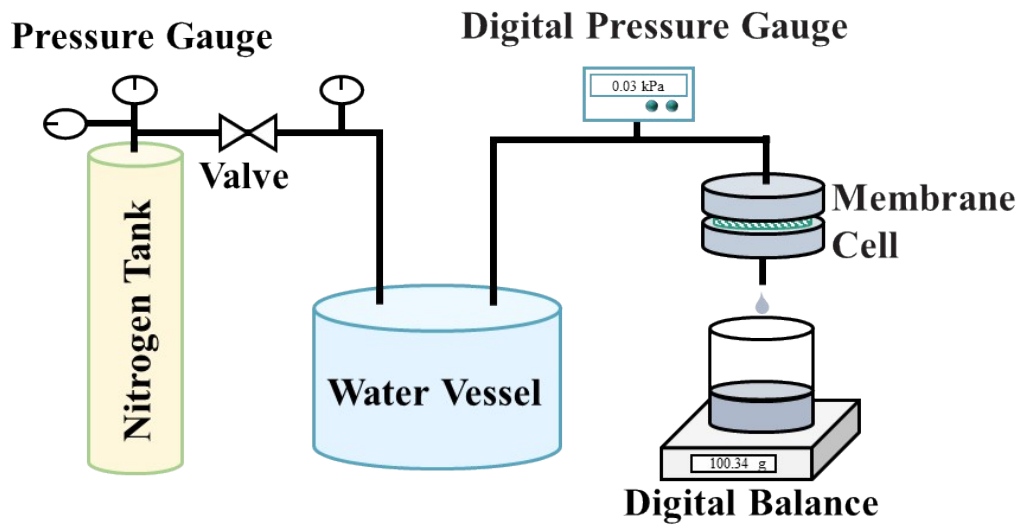 Pressure Gauge
Digital Pressure Gauge
0.03 kPa
Valve
Nitrogen Tank
Membrane
Cell
Water Vessel
100.34 g
Digital Balance